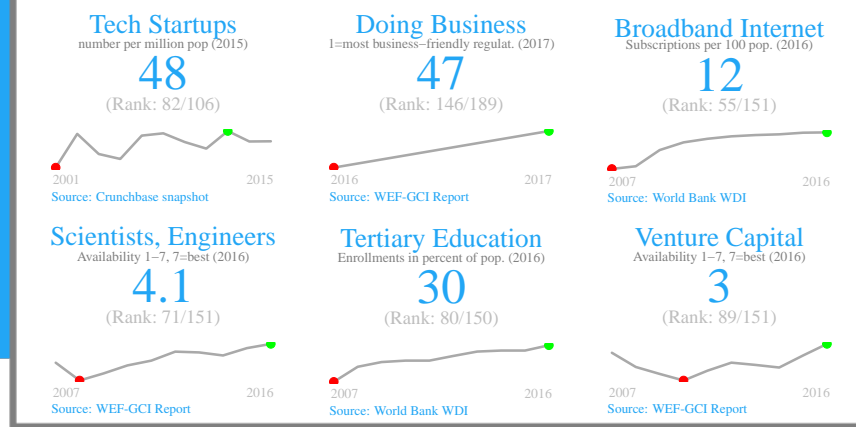 Tech Startups
number per million pop (2015)
48
(Rank: 82/106)
2001 2015
Source: Crunchbase snapshot
Doing Business
1=most business−friendly regulat. (2017)
47
(Rank: 146/189)
2016 2017
Source: WEF-GCI Report
Broadband Internet
Subscriptions per 100 pop. (2016)
12
(Rank: 55/151)
2007 2016
Source: World Bank WDI
Scientists, Engineers
Availability 1−7, 7=best (2016)
4.1
(Rank: 71/151)
2007 2016
Source: WEF-GCI Report
Tertiary Education
Enrollments in percent of pop. (2016)
30
(Rank: 80/150)
2007 2016
Source: World Bank WDI
Venture Capital
Availability 1−7, 7=best (2016)
3
(Rank: 89/151)
2007 2016
Source: WEF-GCI Report